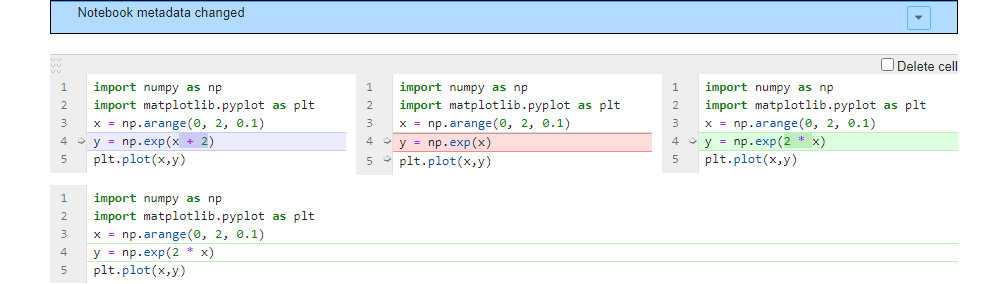 Notebook metadata changed
Delete cell
1 import numpy as np
2 import matplotlib.pyplot as plt
3 x = np.arange(0, 2, 0.1)
4 y = np.exp(x + 2)
5 plt.plot(x,y)
1 import numpy as np
2 import matplotlib.pyplot as plt
3 x = np.arange(0, 2, 0.1)
4 y = np.exp(x)
5 plt.plot(x,y)
1 import numpy as np
2 import matplotlib.pyplot as plt
3 x = np.arange(0, 2, 0.1)
4 y = np.exp(2 * x)
5 plt.plot(x,y)
1 import numpy as np
2 import matplotlib.pyplot as plt
3 x = np.arange(0, 2, 0.1)
4 y = np.exp(2 * x)
5 plt.plot(x,y)